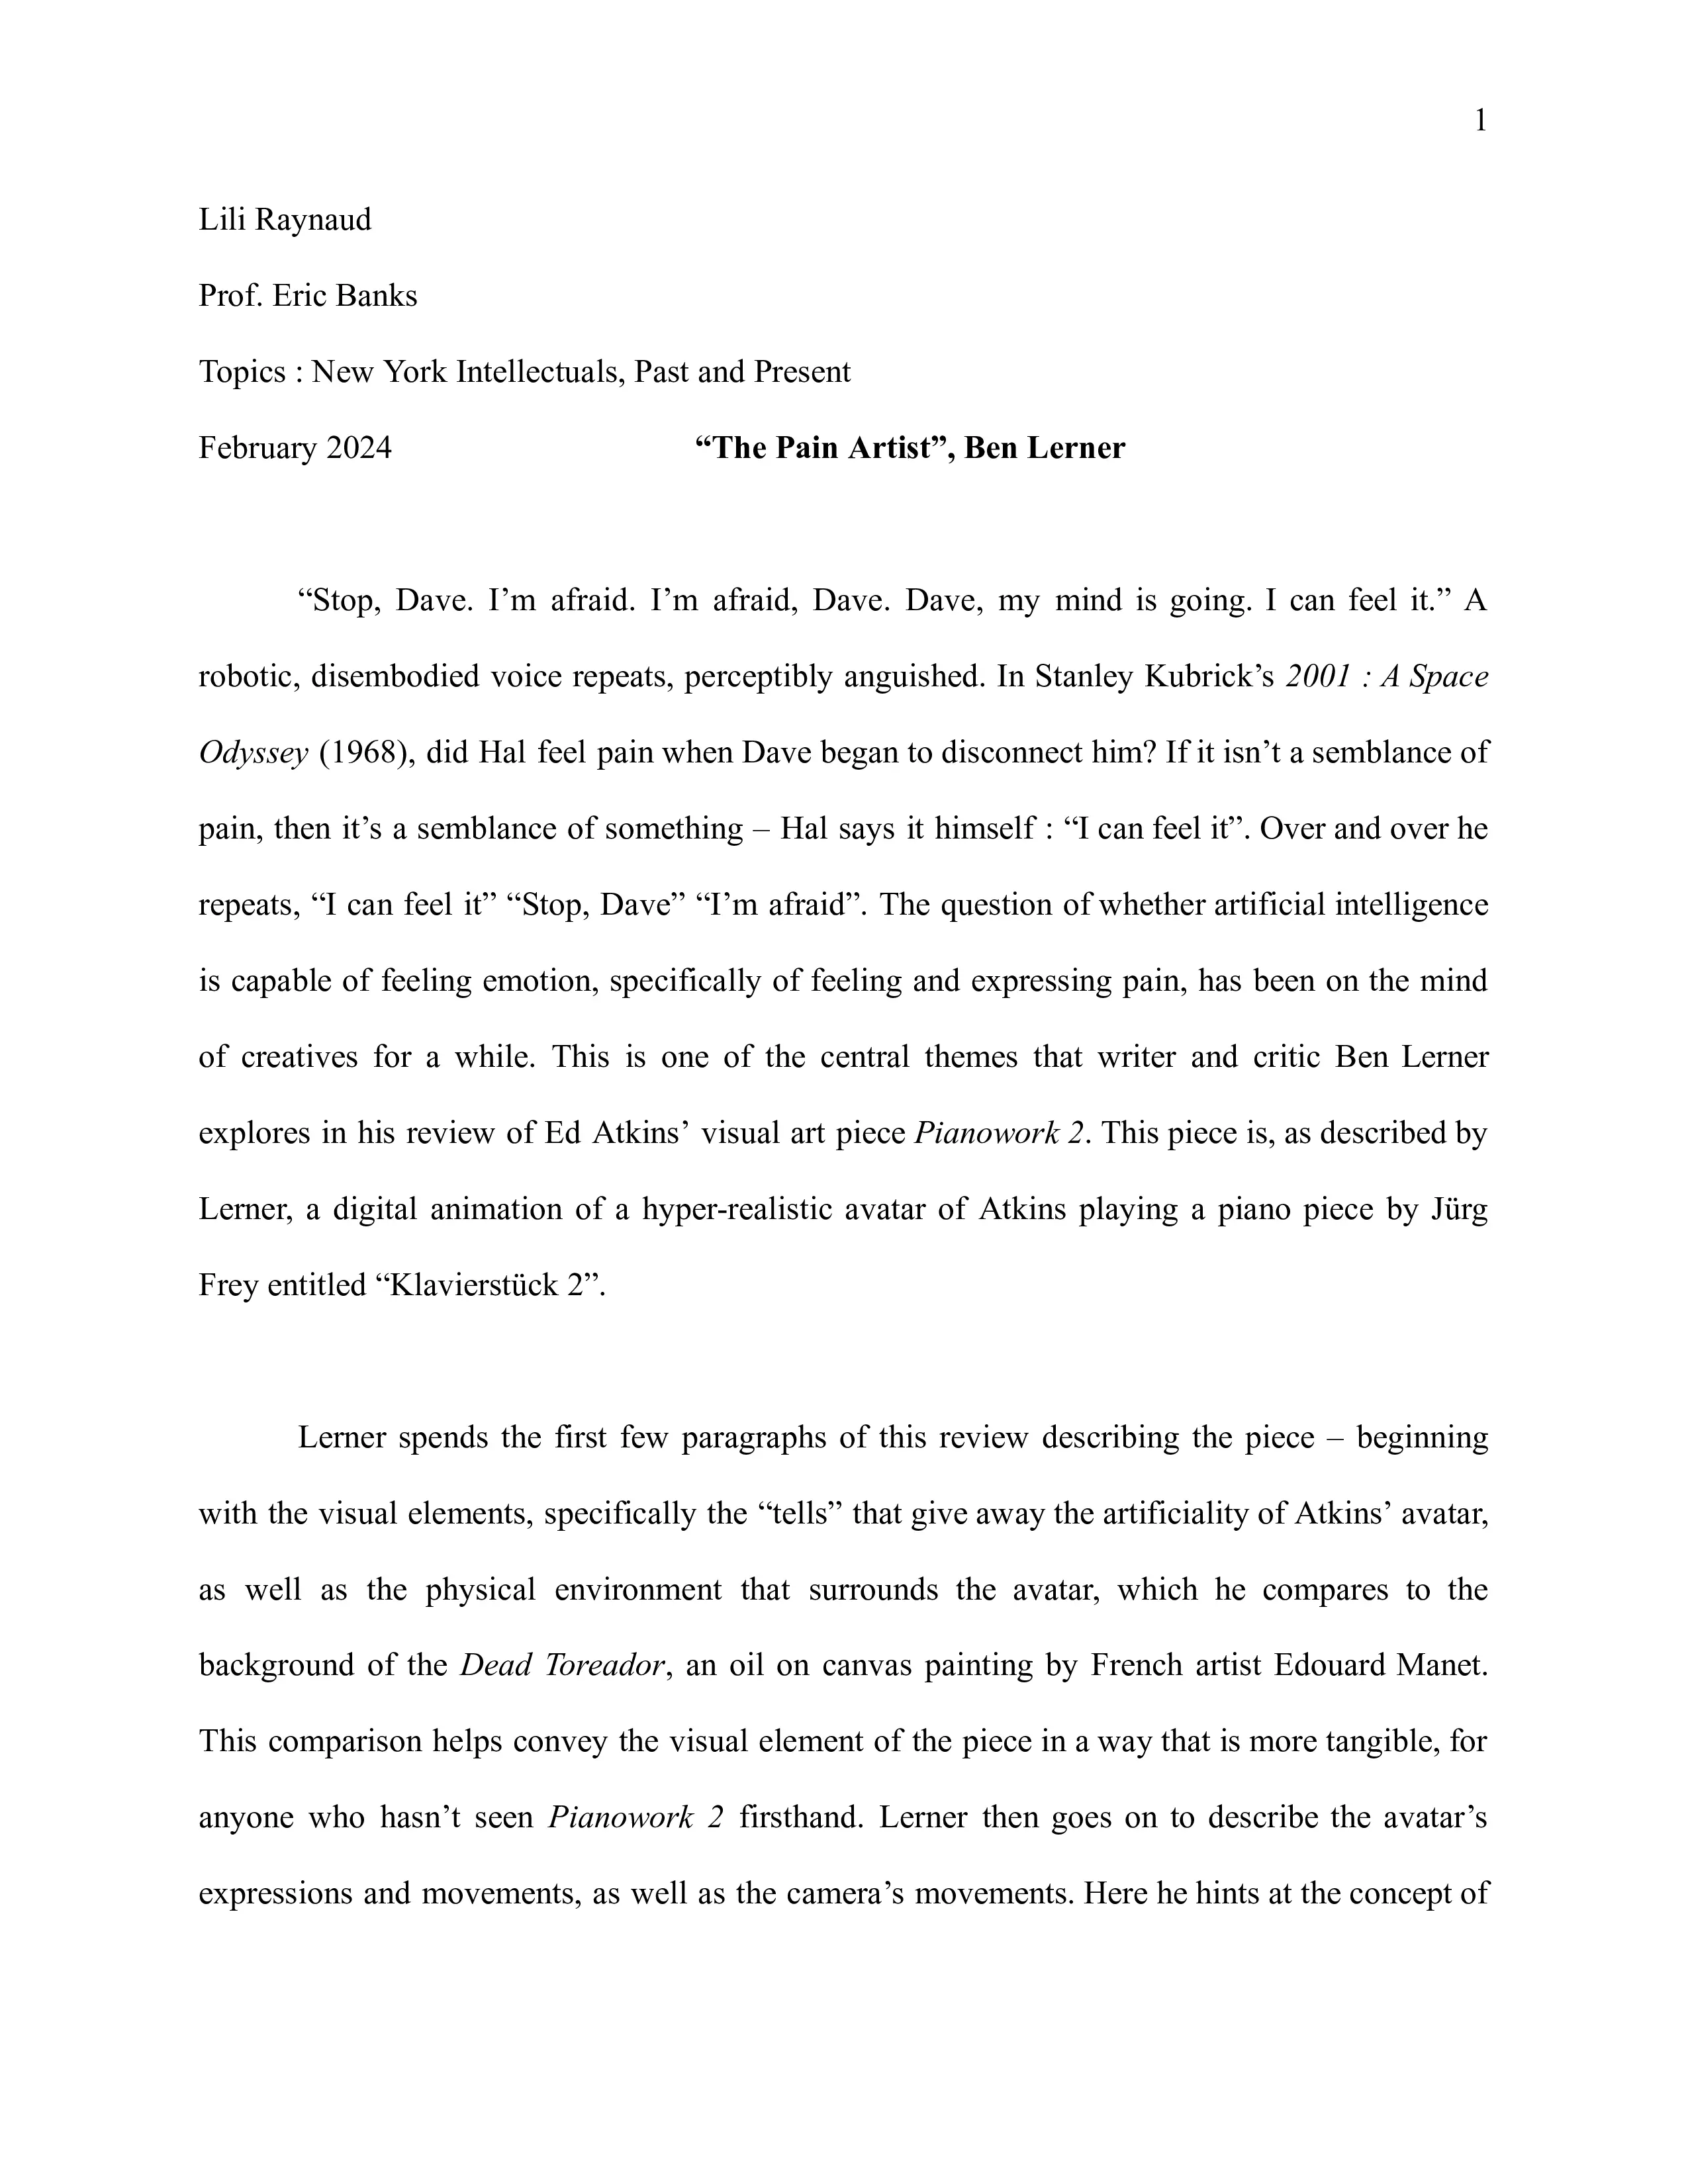 1
Lili Raynaud
Prof. Eric Banks
Topics : New York Intellectuals, Past and Present
February 2024 “The Pain Artist”, Ben Lerner
“Stop, Dave. I’m afraid. I’m afraid, Dave. Dave, my mind is going. I can feel it.” A
robotic, disembodied voice repeats, perceptibly anguished. In Stanley Kubrick’s 2001 : A Space
Odyssey (1968), did Hal feel pain when Dave began to disconnect him? If it isn’t a semblance of
pain, then it’s a semblance of something – Hal says it himself : “I can feel it”. Over and over he
repeats, “I can feel it” “Stop, Dave” “I’m afraid”. The question of whether artificial intelligence
is capable of feeling emotion, specifically of feeling and expressing pain, has been on the mind
of creatives for a while. This is one of the central themes that writer and critic Ben Lerner
explores in his review of Ed Atkins’ visual art piece Pianowork 2. This piece is, as described by
Lerner, a digital animation of a hyper-realistic avatar of Atkins playing a piano piece by Jürg
Frey entitled “Klavierstück 2”.
Lerner spends the first few paragraphs of this review describing the piece – beginning
with the visual elements, specifically the “tells” that give away the artificiality of Atkins’ avatar,
as well as the physical environment that surrounds the avatar, which he compares to the
background of the Dead Toreador, an oil on canvas painting by French artist Edouard Manet.
This comparison helps convey the visual element of the piece in a way that is more tangible, for
anyone who hasn’t seen Pianowork 2 firsthand. Lerner then goes on to describe the avatar’s
expressions and movements, as well as the camera’s movements. Here he hints at the concept of